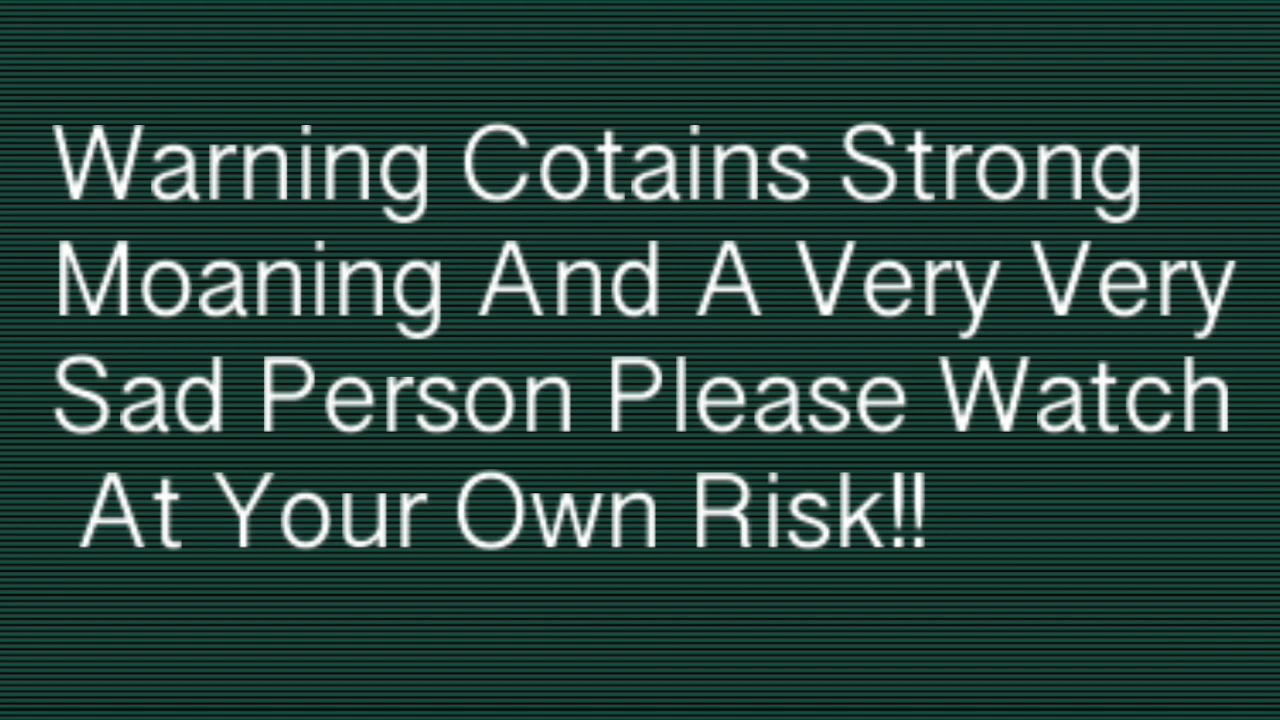 Warning Cotains Strong
Moaning And A Very Very
Sad Person Please Watch
At Your Own Risk!!